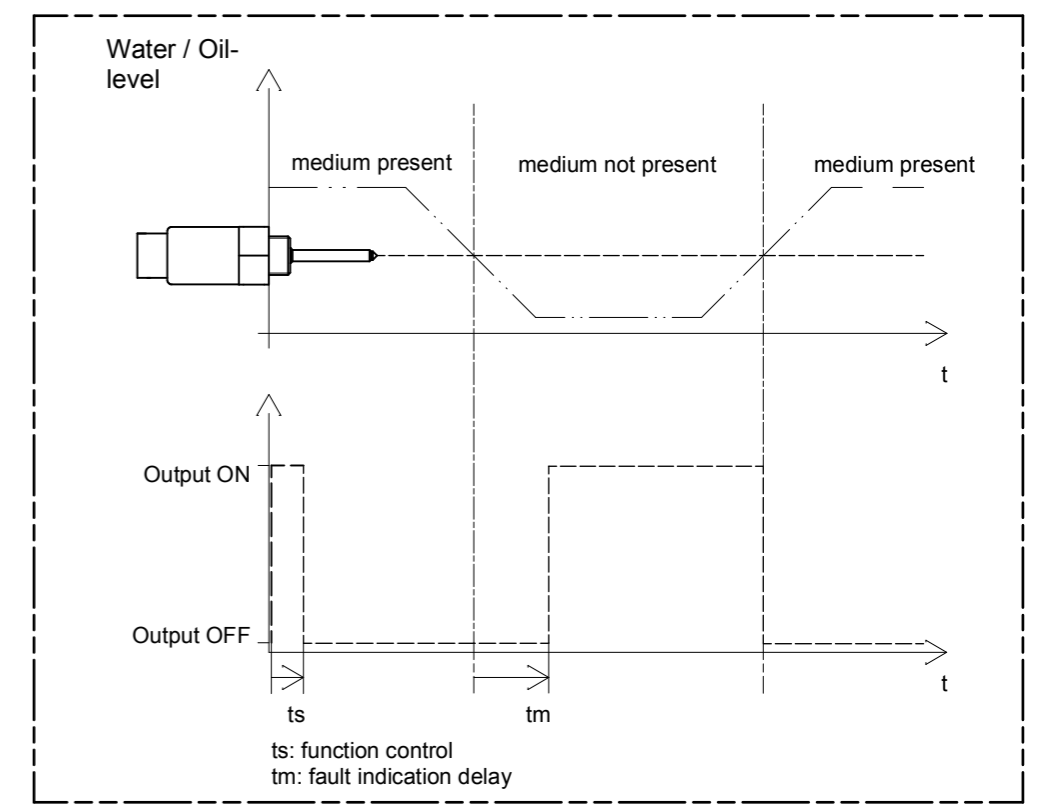 Water / Oil-
level
medium present
medium not present
medium present
t
Output ON
Output OFF
t
ts
tm
ts: function control
tm: fault indication delay